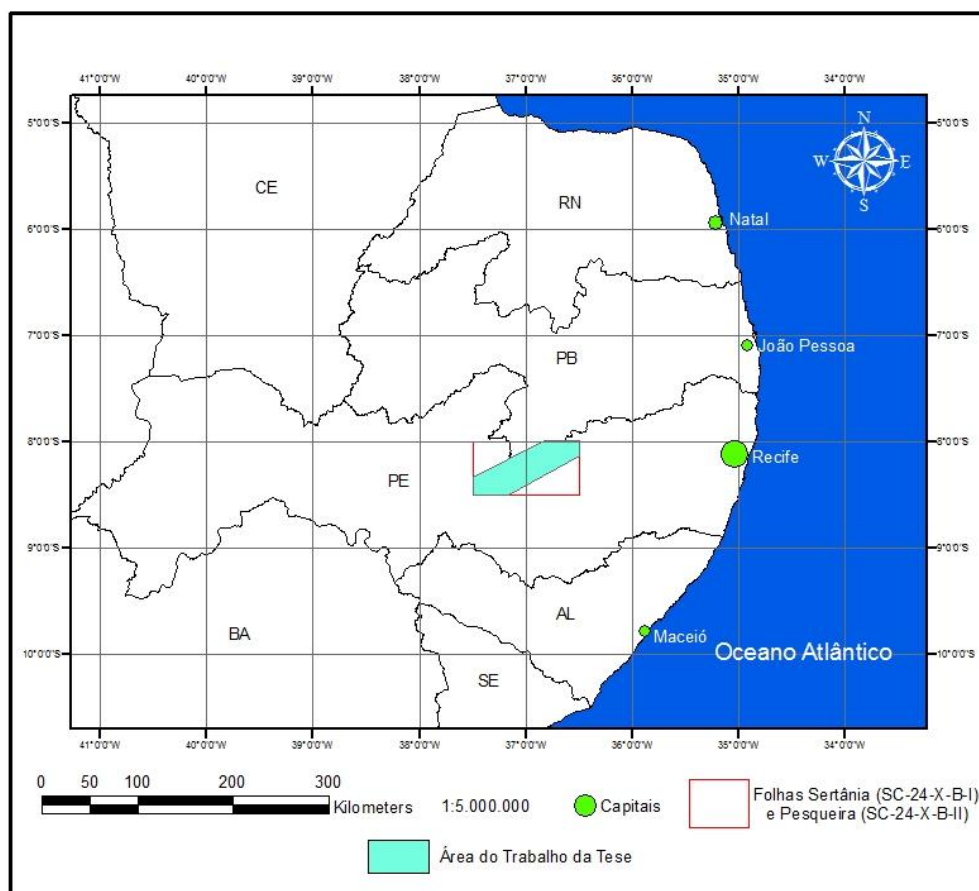 41°0'0"W 40°0'0"W 39°0'0"W 38°0'0"W 37°0'0"W 36°0'0"W 35°0'0"W 34°0'0"W
5°0'0"S 5°0'0"S
N
W E
S
CE
RN
6°0'0"S Natal 6°0'0"S
7°0'0"S 7°0'0"S
PB João Pessoa
8°0'0"S 8°0'0"S
PE Recife
9°0'0"S 9°0'0"S
BA AL Maceió
10°0'0"S Oceano Atlântico 10°0'0"S
SE
41°0'0"W 40°0'0"W 39°0'0"W 38°0'0"W 37°0'0"W 36°0'0"W 35°0'0"W 34°0'0"W
0 50 100 200 300
Kilometers 1:5.000.000 Capitais
Folhas Sertânia (SC-24-X-B-I)
e Pesqueira (SC-24-X-B-II)
Área do Trabalho da Tese